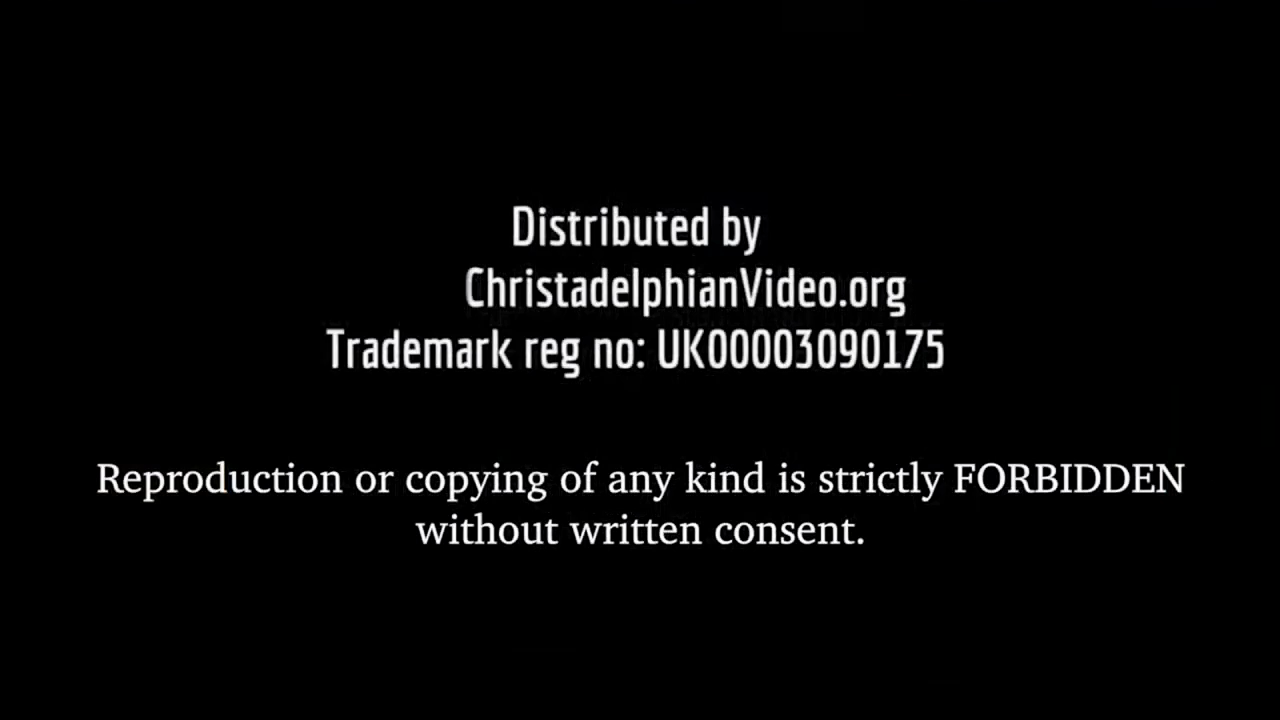 Distributed by
ChristadelphianVideo.org
Trademark reg no: UK00003090175
Reproduction or copying of any kind is strictly FORBIDDEN
without written consent.